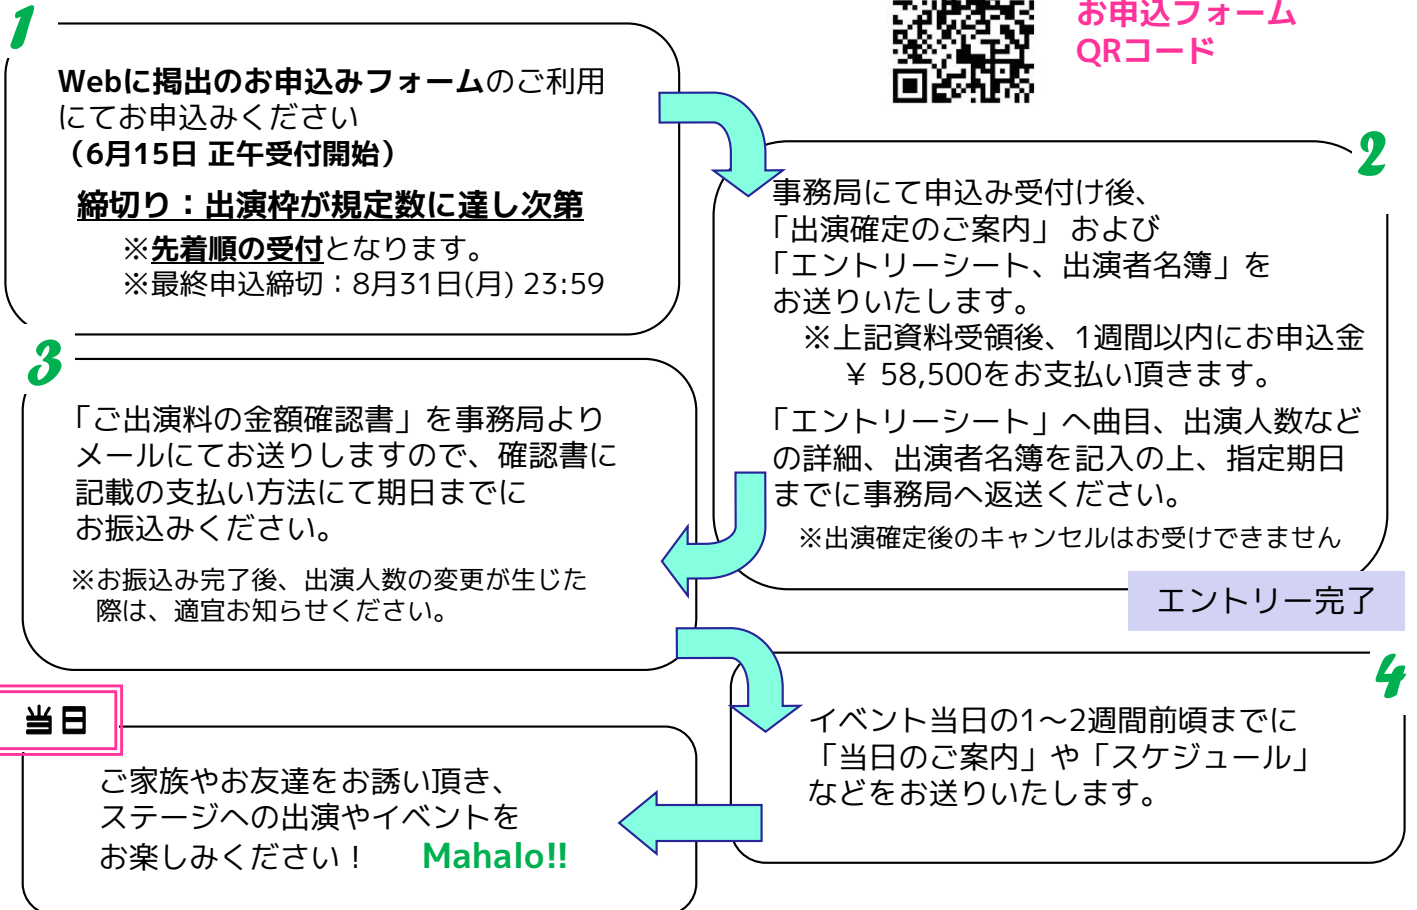 お申込フォーム
QRコード
1
Webに掲出のお申込みフォームのご利用
にてお申込みください
（6月15日 正午受付開始）
締切り：出演枠が規定数に達し次第
※先着順の受付となります。
※最終申込締切：8月31日(月) 23:59
2
事務局にて申込み受付け後、
「出演確定のご案内」 および
「エントリーシート、出演者名簿」を
お送りいたします。
※上記資料受領後、1週間以内にお申込金
￥ 58,500をお支払い頂きます。
「エントリーシート」へ曲目、出演人数など
の詳細、出演者名簿を記入の上、指定期日
までに事務局へ返送ください。
※出演確定後のキャンセルはお受けできません
エントリー完了
3
「ご出演料の金額確認書」を事務局より
メールにてお送りしますので、確認書に
記載の支払い方法にて期日までに
お振込みください。
※お振込み完了後、出演人数の変更が生じた
際は、適宜お知らせください。
4
イベント当日の1～2週間前頃までに
「当日のご案内」や「スケジュール」
などをお送りいたします。
当日
ご家族やお友達をお誘い頂き、
ステージへの出演やイベントを
お楽しみください！ Mahalo!!